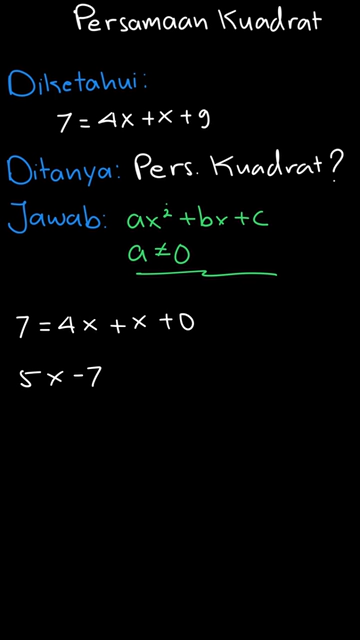 Persamaan Kuadrat
Diketahui:
7 = 4x + x + 9
Ditanya: Pers. Kuadrat?
Jawab: ax² + bx + c
a ≠ 0
7 = 4x + x + 0
5x - 7